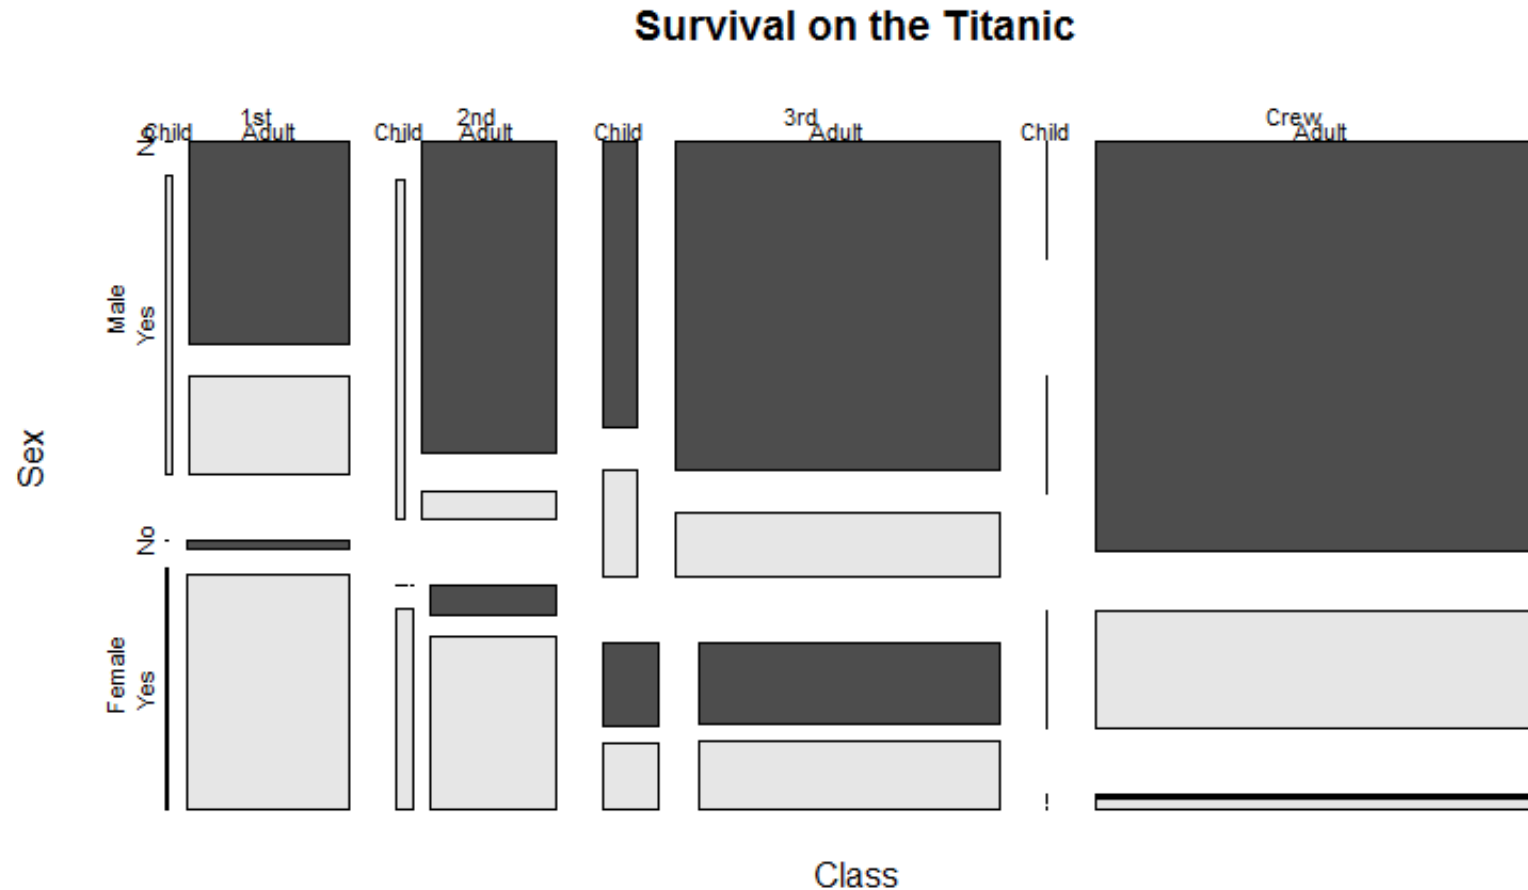 Survival on the Titanic
1st 2nd 3rd Crew
Child Adult Child Adult Child Adult Child Adult
No
Male
Yes
Sex
No
Female
Yes
Class